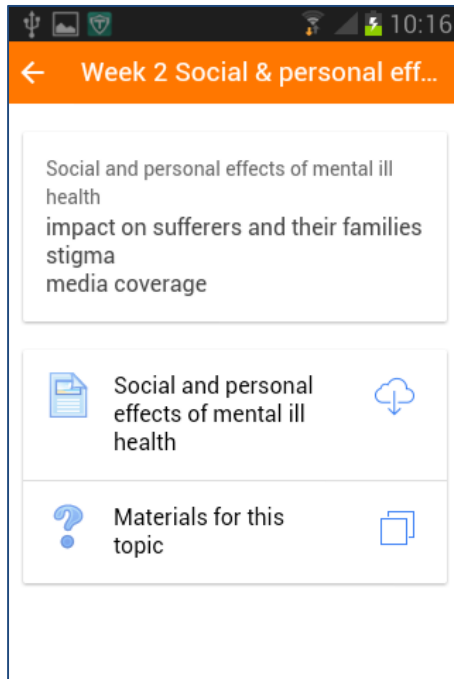 10:16
Week 2 Social & personal eff...
Social and personal effects of mental ill
health
impact on sufferers and their families
stigma
media coverage
Social and personal
effects of mental ill
health
Materials for this
topic